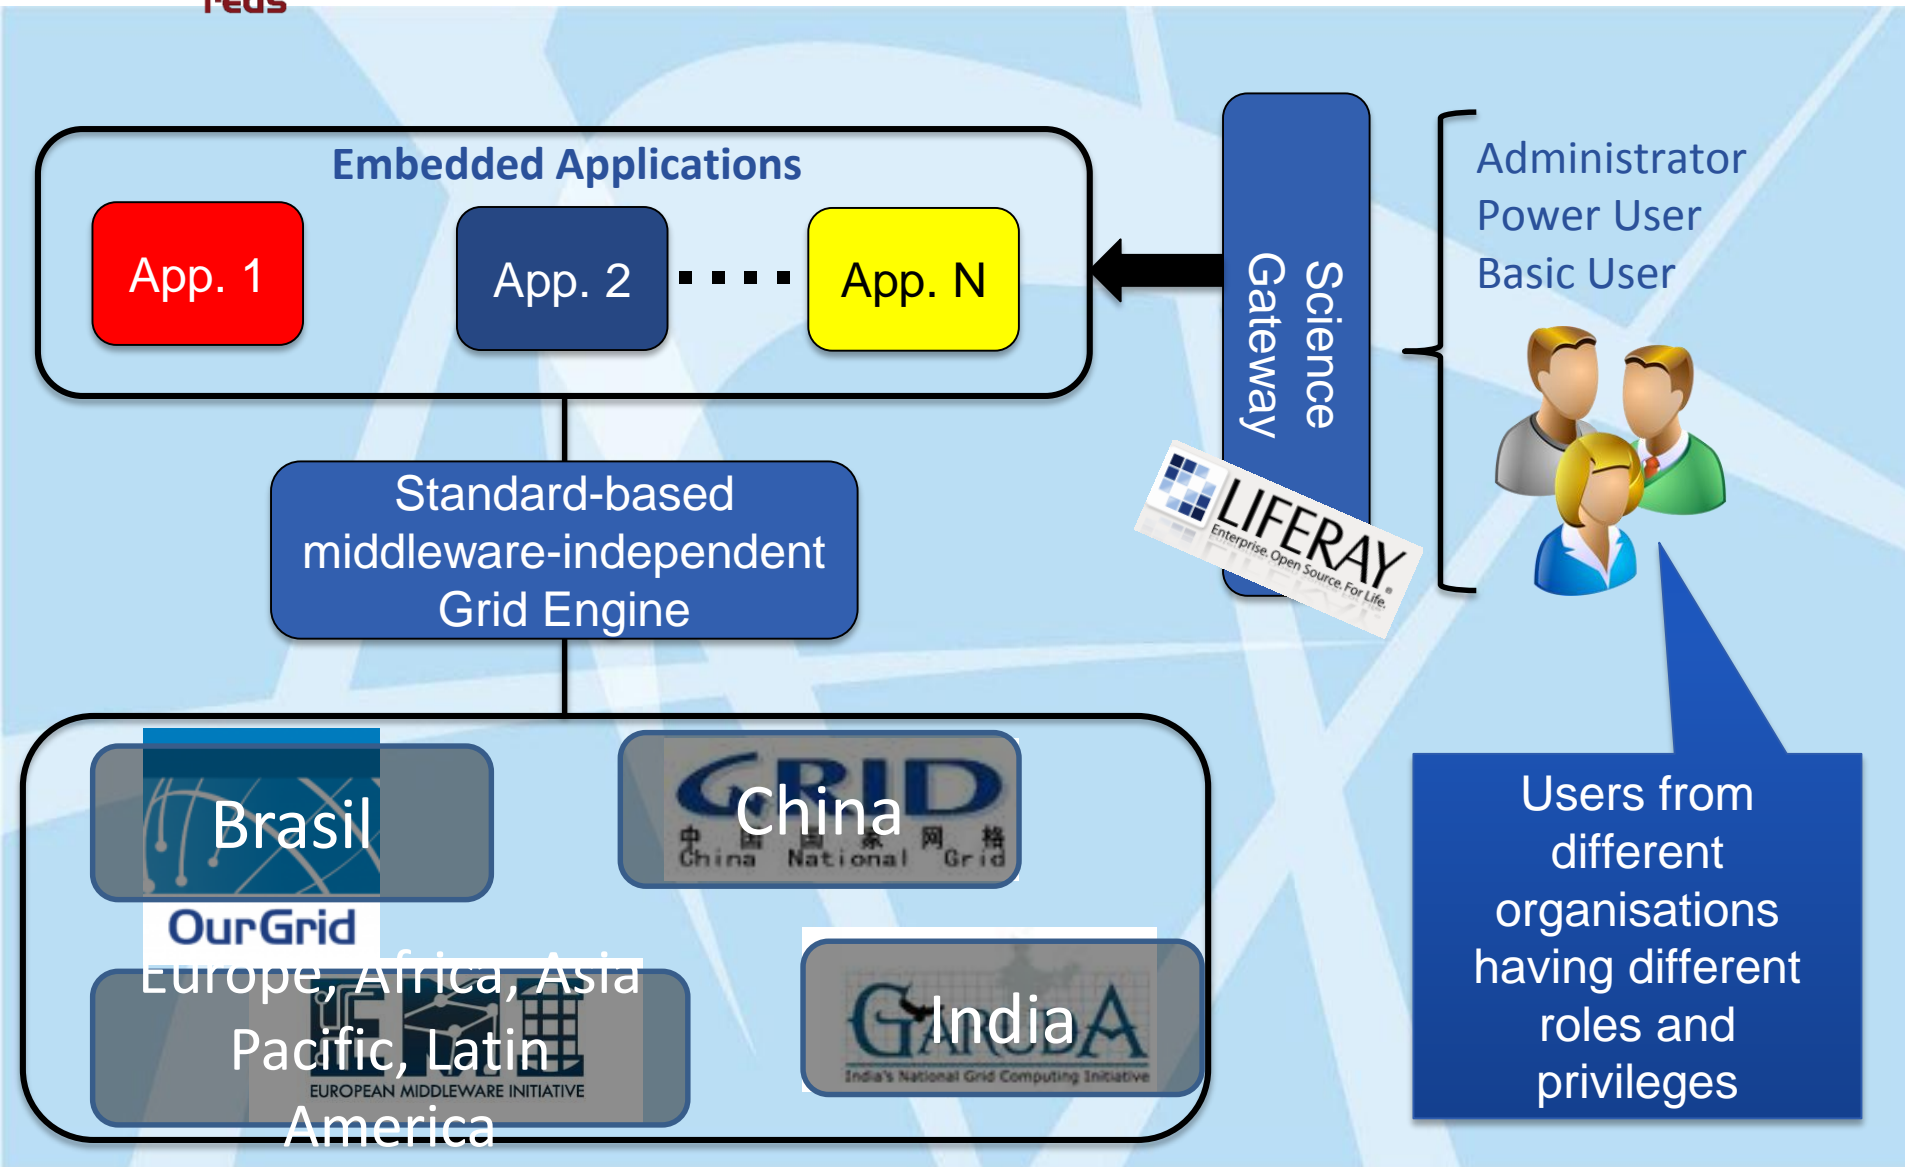 Embedded Applications
App. 1
App. 2
App. N
Science
Gateway
LIFERAY
Enterprise. Open Source. For Life.
Administrator
Power User
Basic User
Standard-based
middleware-independent
Grid Engine
Brasil
OurGrid
GRID
China
中 国 国 家 网 格
China National Grid
Europe, Africa, Asia
Pacific, Latin
America
EMI
EUROPEAN MIDDLEWARE INITIATIVE
India
GARUDA
India's National Grid Computing Initiative
Users from
different
organisations
having different
roles and
privileges